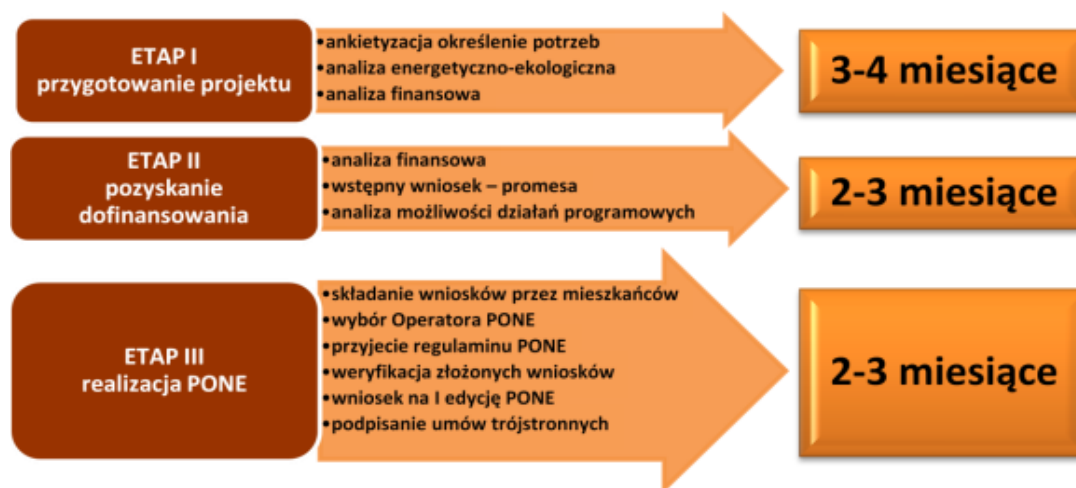 ETAP I
przygotowanie projektu
•ankietyzacja określenie potrzeb
•analiza energetyczno-ekologiczna
•analiza finansowa
3-4 miesiące
ETAP II
pozyskanie
dofinansowania
•analiza finansowa
•wstępny wniosek – promesa
•analiza możliwości działań programowych
2-3 miesiące
ETAP III
realizacja PONE
•składanie wniosków przez mieszkańców
•wybór Operatora PONE
•przyjecie regulaminu PONE
•weryfikacja złożonych wniosków
•wniosek na I edycję PONE
•podpisanie umów trójstronnych
2-3 miesiące